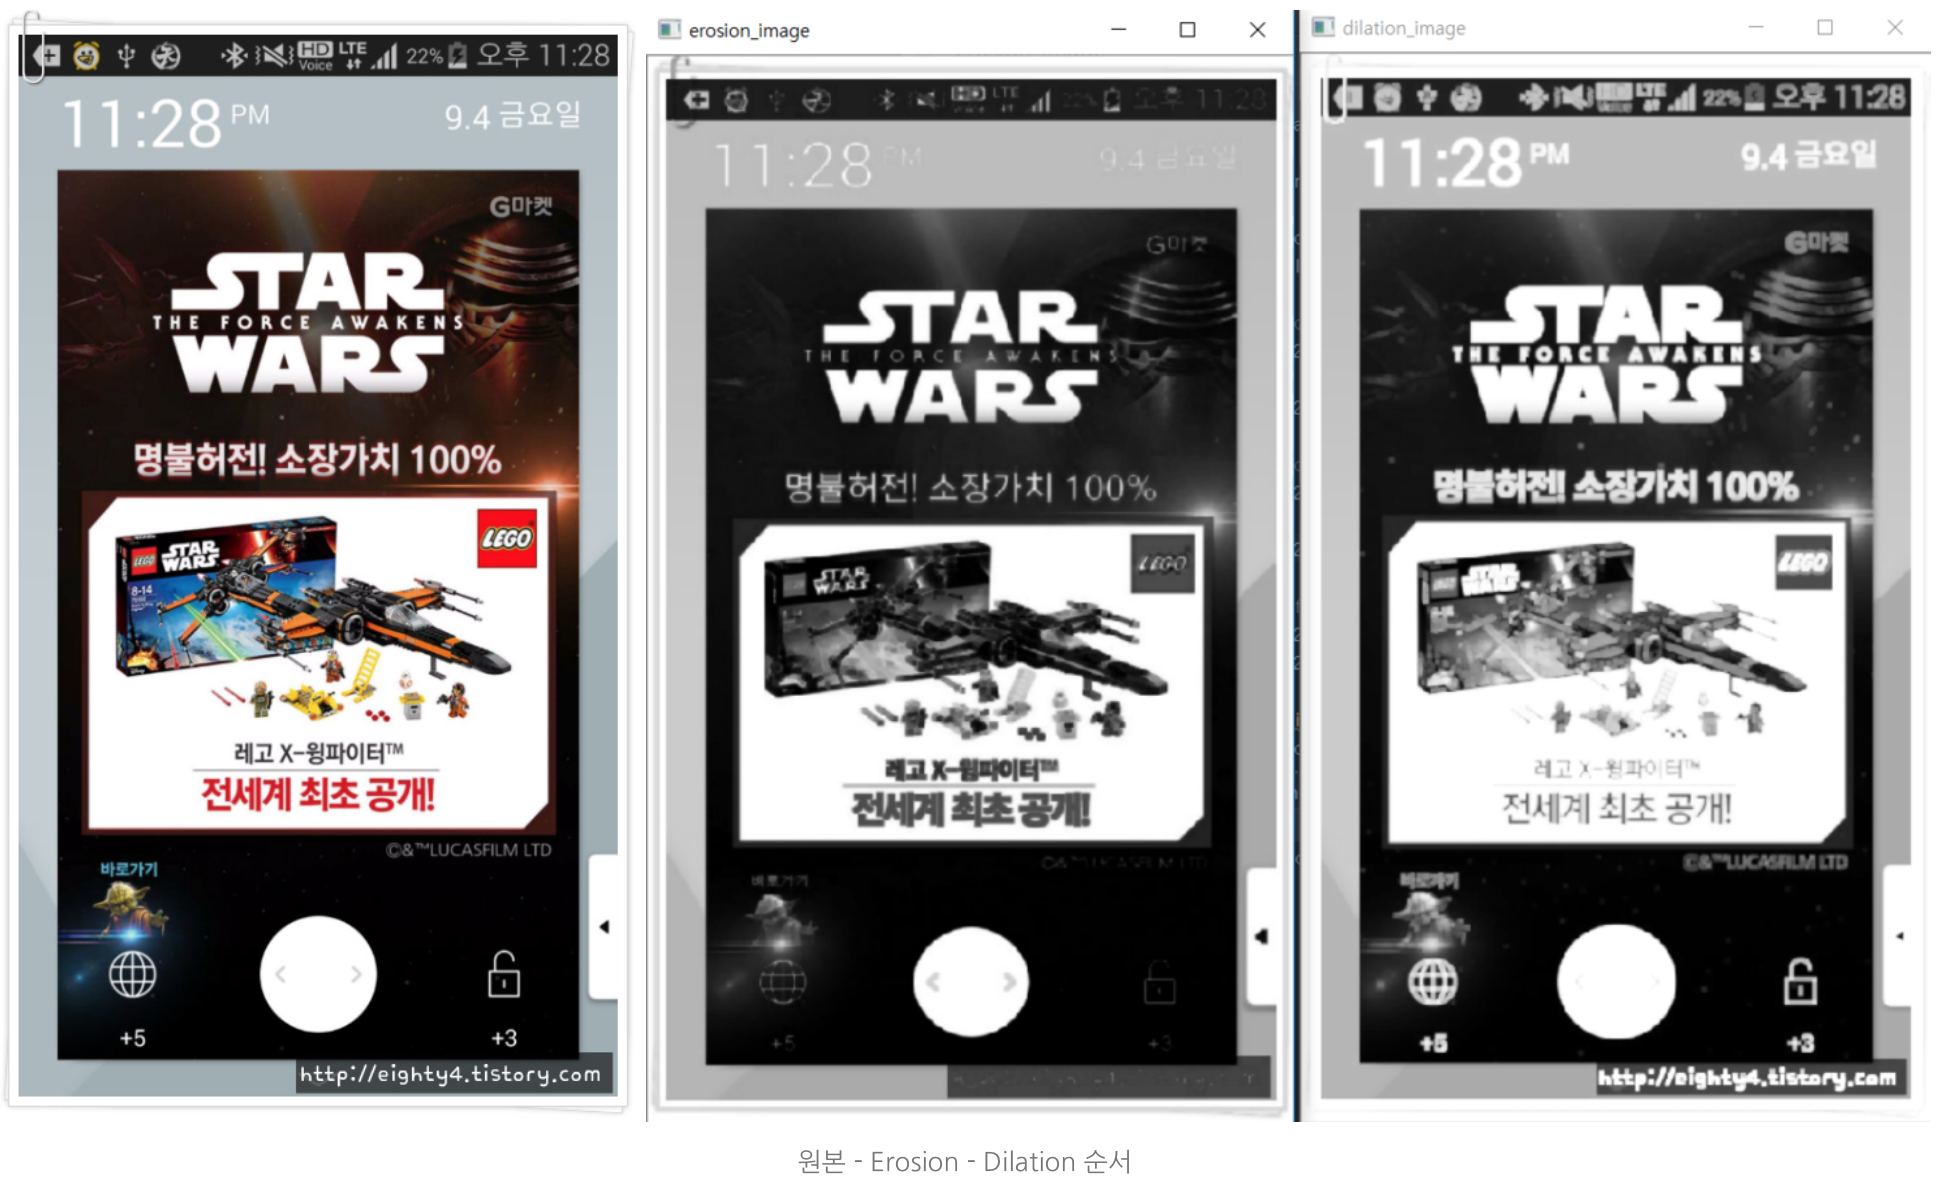 22% 오후 11:28
11:28 PM
9.4 금요일
G마켓
STAR
THE FORCE AWAKENS
WARS
명불허전! 소장가치 100%
LEGO
LEGO STAR WARS
8-14
레고 X-윙파이터™
전세계 최초 공개!
©&™LUCASFILM LTD
바로가기
+5
+3
http://eighty4.tistory.com
erosion_image
HD LTE
11:28
11:28 PM
9.4 금요일
G마켓
STAR
THE FORCE AWAKENS
WARS
명불허전! 소장가치 100%
LEGO
STAR WARS
레고 X-윙파이터™
전세계 최초 공개!
바로가기
+5
+3
dilation_image
LTE 22% 오후 11:28
11:28 PM
9.4 금요일
G마켓
STAR
THE FORCE AWAKENS
WARS
명불허전! 소장가치 100%
LEGO
STAR WARS
레고 X-윙파이터™
전세계 최초 공개!
©&™LUCASFILM LTD
바로가기
+5
+3
http://eighty4.tistory.com
원본 - Erosion - Dilation 순서